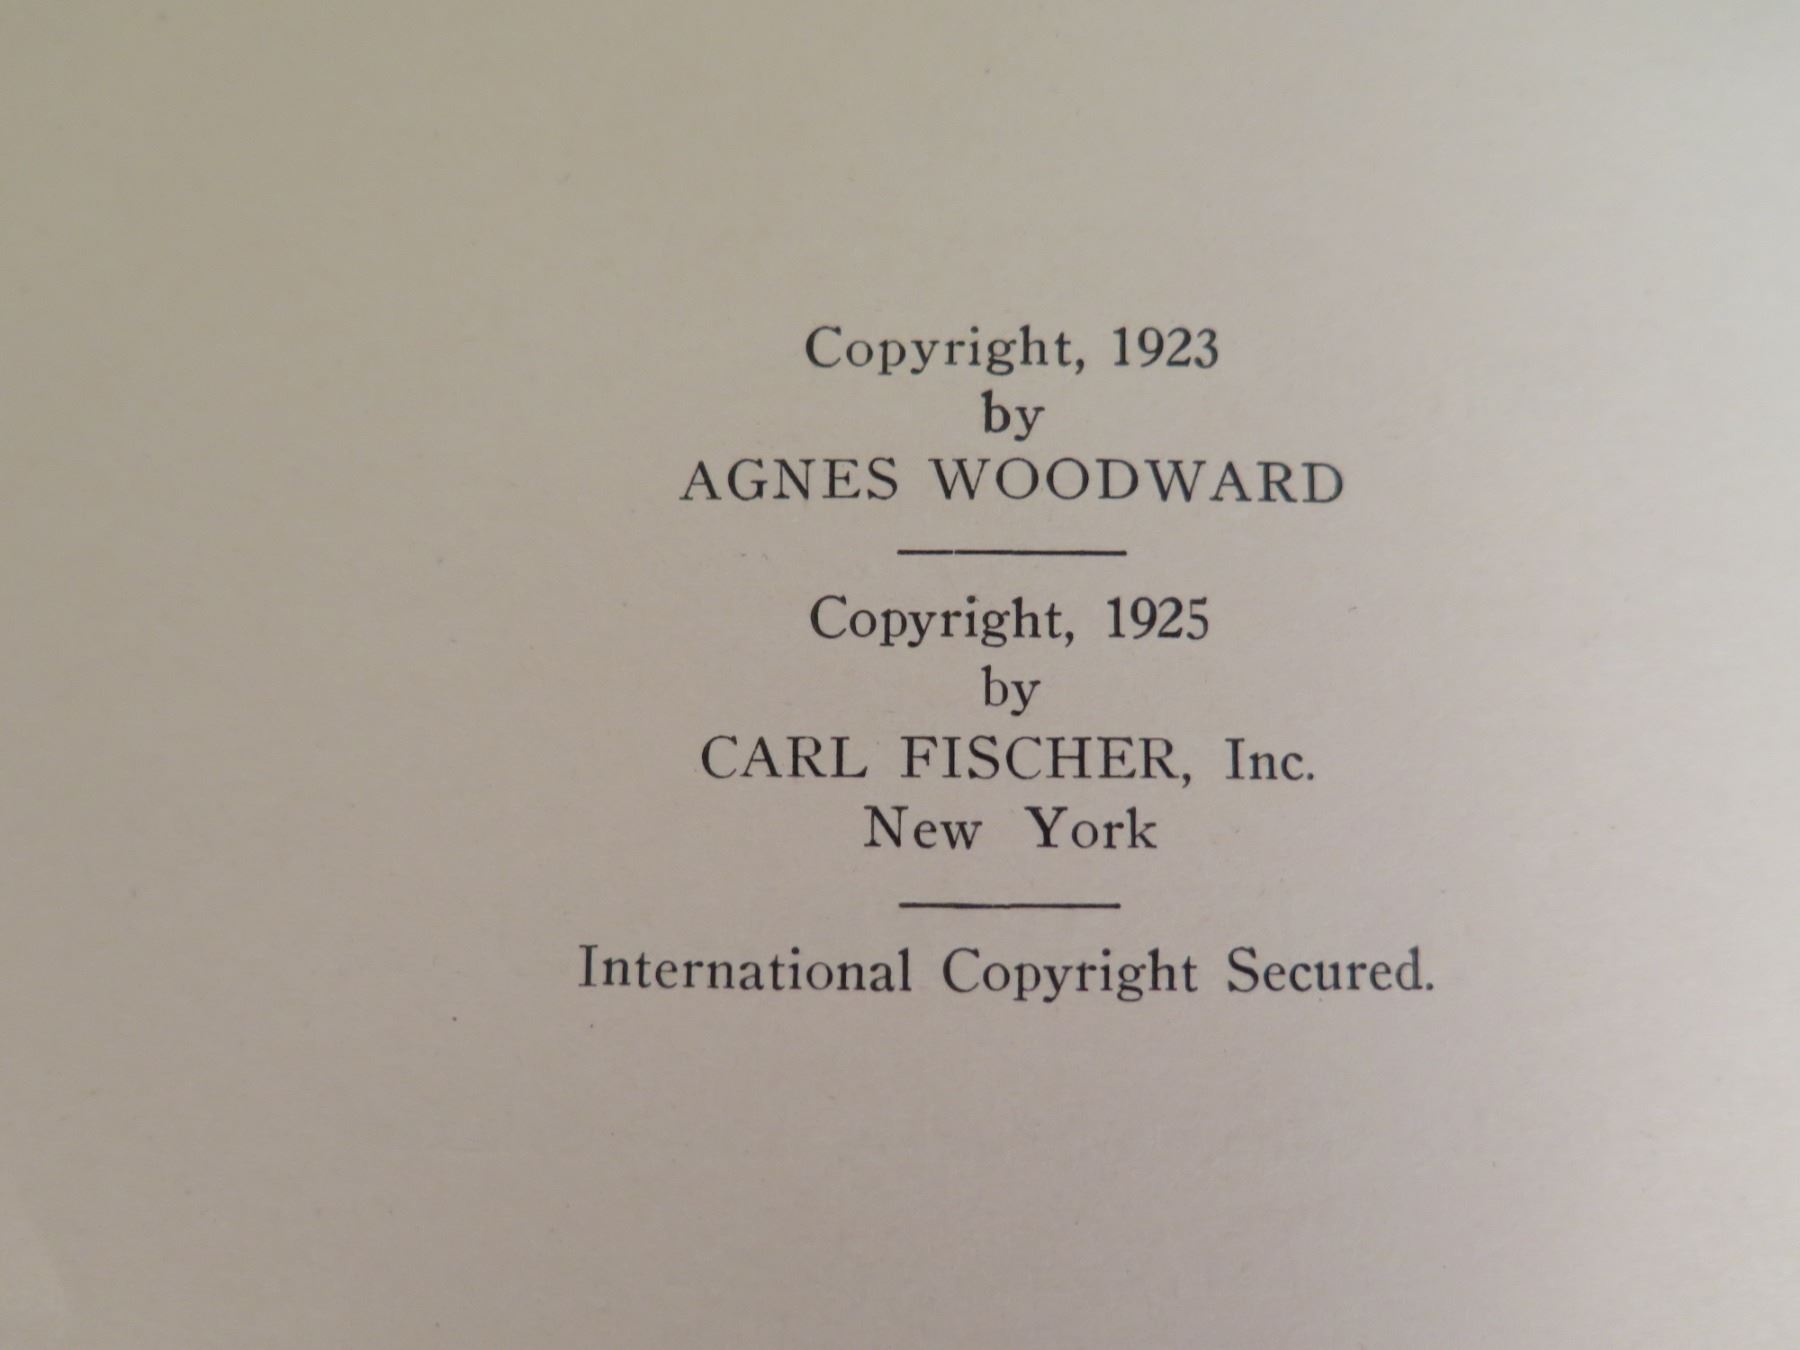 Copyright, 1923
by
AGNES WOODWARD
Copyright, 1925
by
CARL FISCHER, Inc.
New York
International Copyright Secured.